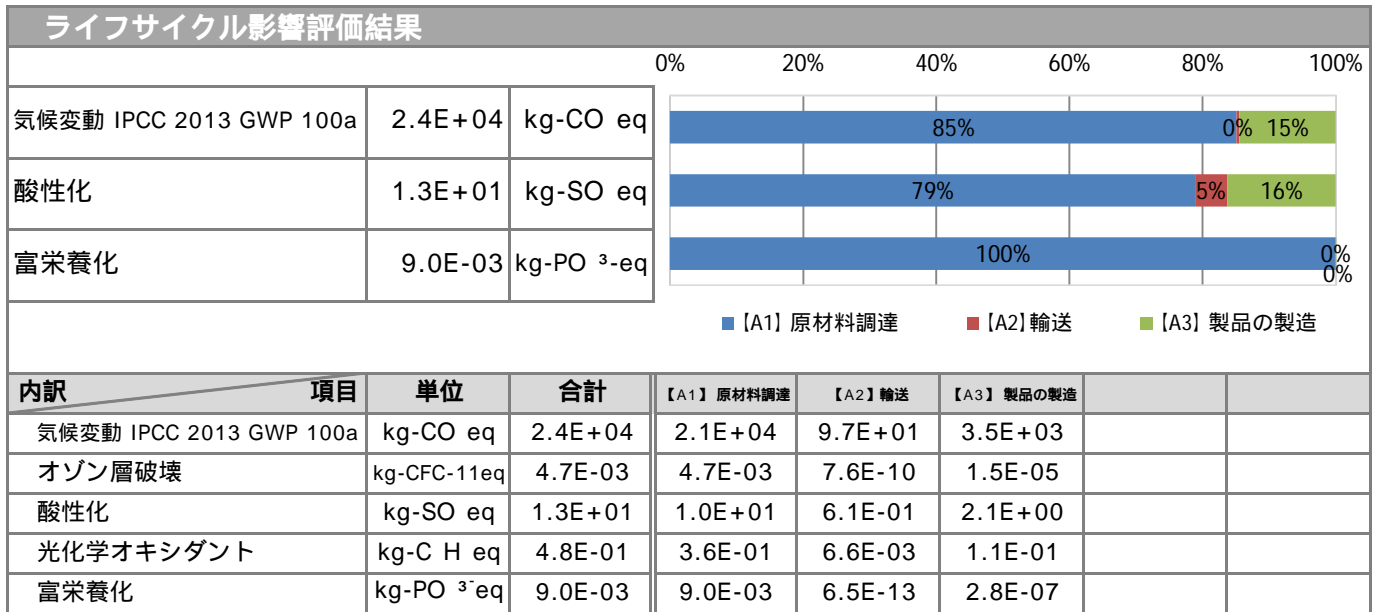 ライフサイクル影響評価結果
0% 20% 40% 60% 80% 100%
気候変動 IPCC 2013 GWP 100a 2.4E+04 kg-CO eq 85% 0% 15%
酸性化 1.3E+01 kg-SO eq 79% 5% 16%
富栄養化 9.0E-03 kg-PO ³-eq 100% 0%
0%
【A1】原材料調達 【A2】輸送 【A3】製品の製造
内訳 項目 単位 合計 【A1】原材料調達 【A2】輸送 【A3】製品の製造
気候変動 IPCC 2013 GWP 100a kg-CO eq 2.4E+04 2.1E+04 9.7E+01 3.5E+03
オゾン層破壊 kg-CFC-11eq 4.7E-03 4.7E-03 7.6E-10 1.5E-05
酸性化 kg-SO eq 1.3E+01 1.0E+01 6.1E-01 2.1E+00
光化学オキシダント kg-C H eq 4.8E-01 3.6E-01 6.6E-03 1.1E-01
富栄養化 kg-PO ³⁻eq 9.0E-03 9.0E-03 6.5E-13 2.8E-07